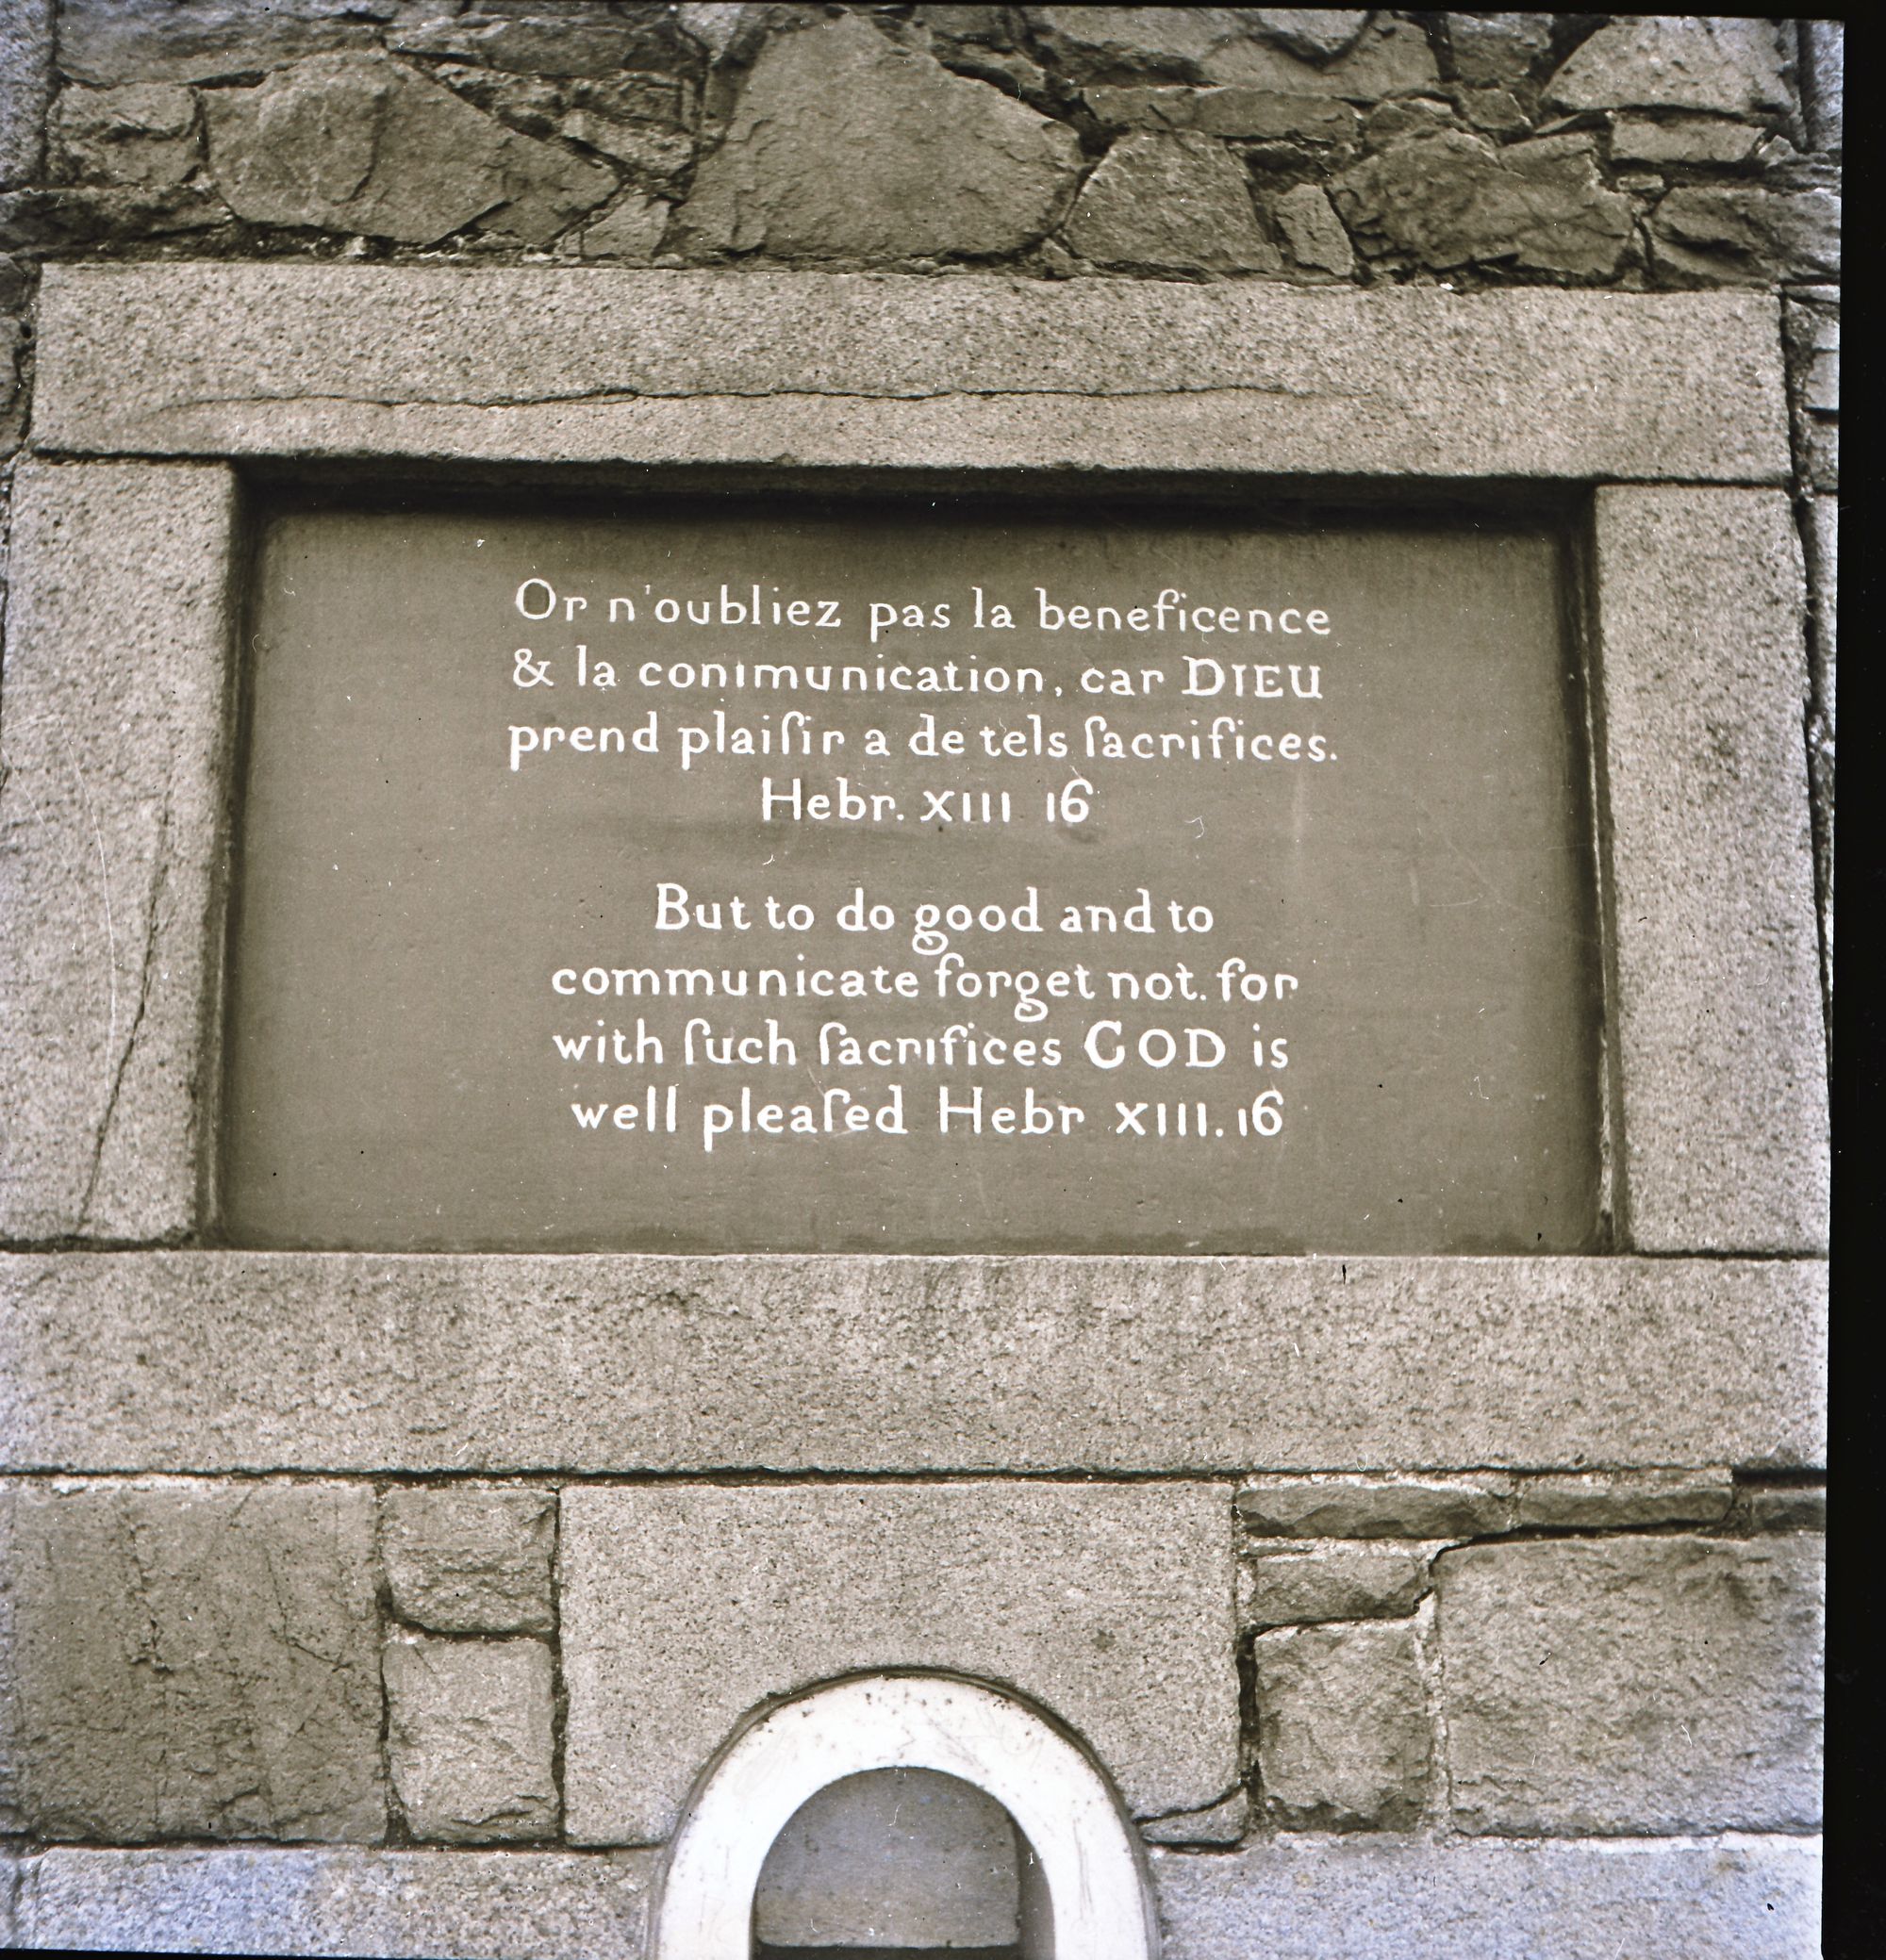 Or n'oubliez pas la beneficence
& la communication, car DIEU
prend plaiſir a de tels ſacrifices.
Hebr. XIII 16
But to do good and to
communicate forget not. for
with ſuch ſacrifices GOD is
well pleaſed Hebr XIII. 16